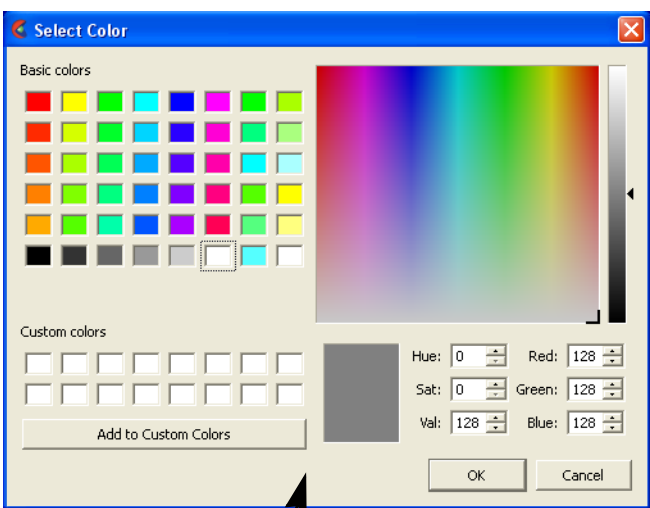 Select Color
Basic colors
Custom colors
Hue: 0 Red: 128
Sat: 0 Green: 128
Val: 128 Blue: 128
Add to Custom Colors
OK Cancel